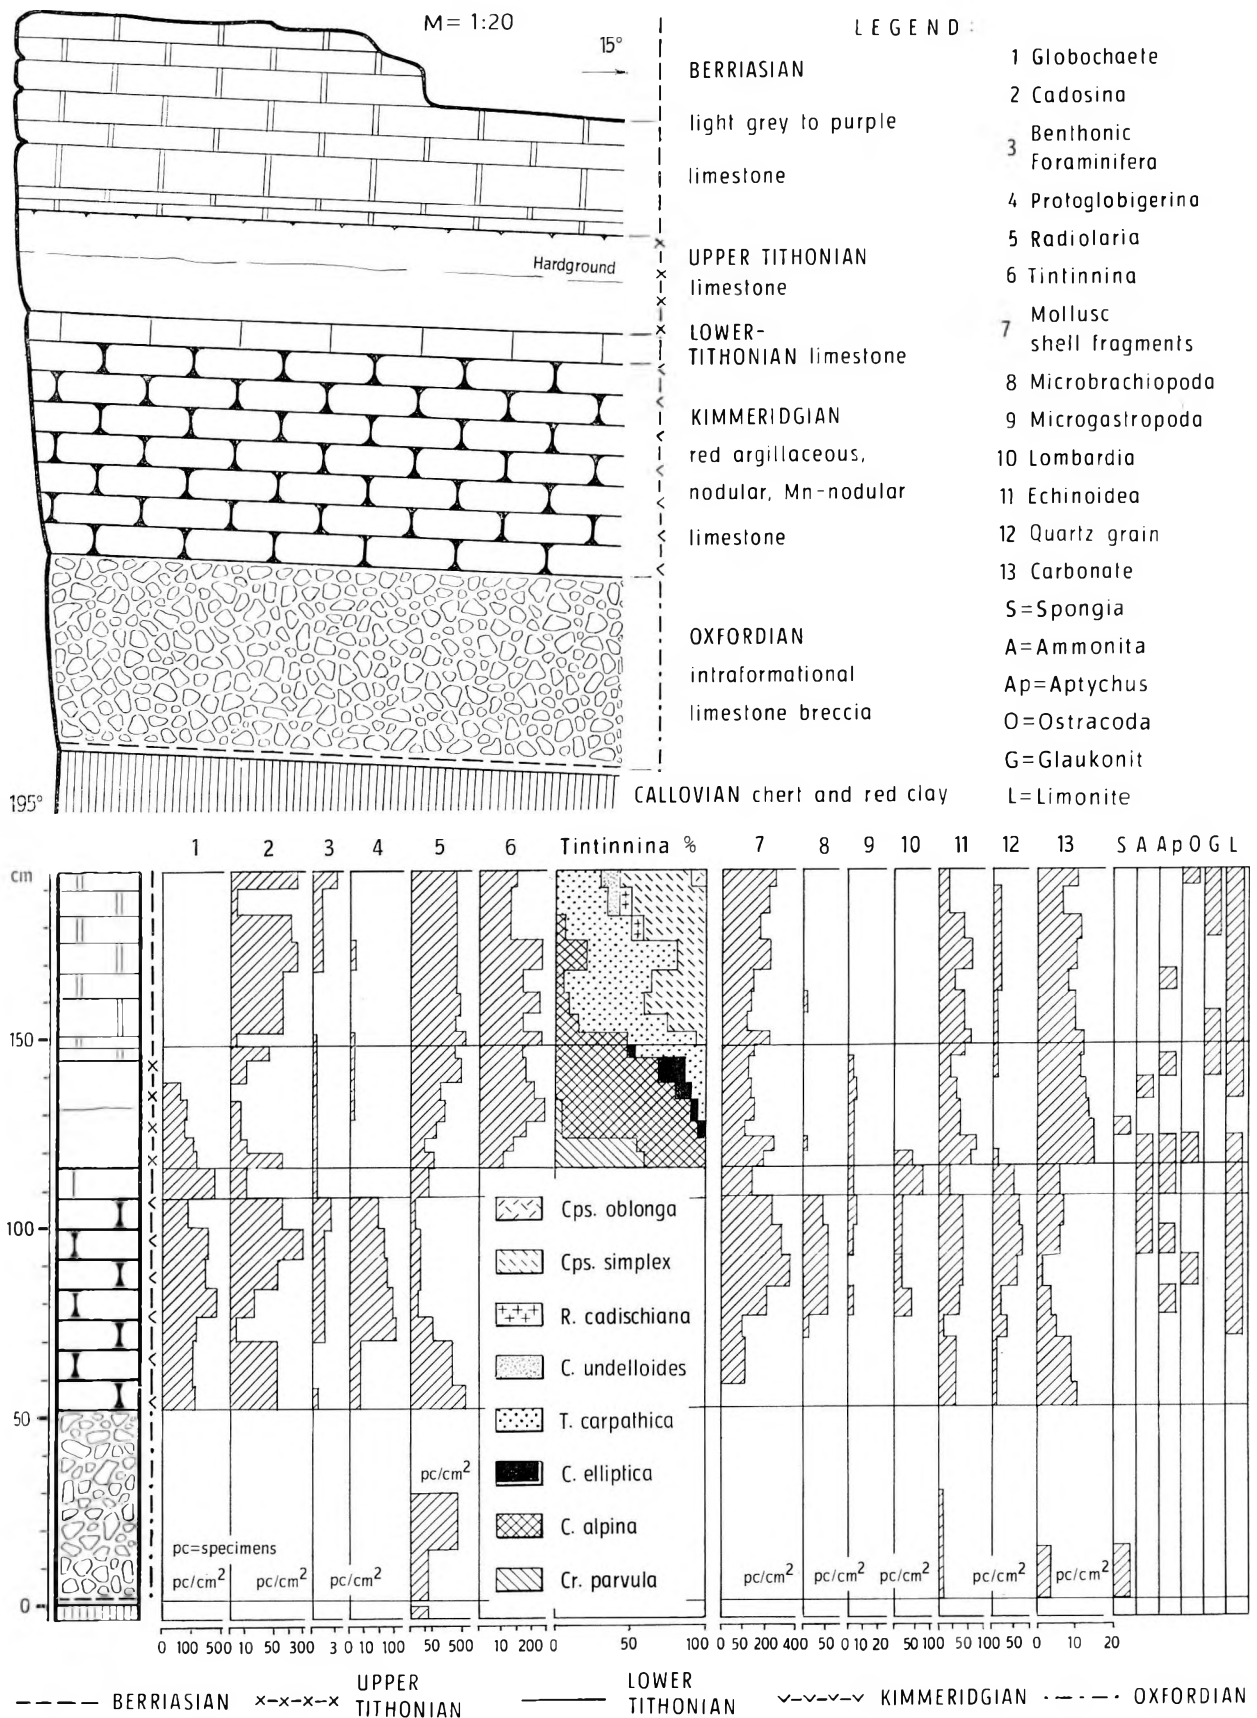 M= 1:20
15°
BERRIASIAN
light grey to purple
limestone
Hardground
UPPER TITHONIAN
limestone
LOWER-
TITHONIAN limestone
KIMMERIDGIAN
red argillaceous,
nodular, Mn-nodular
limestone
OXFORDIAN
intraformational
limestone breccia
195°
CALLOVIAN chert and red clay
LEGEND:
1 Globochaete
2 Cadosina
3 Benthonic
Foraminifera
4 Protoglobigerina
5 Radiolaria
6 Tintinnina
7 Mollusc
shell fragments
8 Microbrachiopoda
9 Microgastropoda
10 Lombardia
11 Echinoidea
12 Quartz grain
13 Carbonate
S=Spongia
A=Ammonita
Ap=Aptychus
O=Ostracoda
G=Glaukonit
L=Limonite
1 2 3 4 5 6 Tintinnina % 7 8 9 10 11 12 13 S A Ap O G L
cm
150
100
50
0
Cps. oblonga
Cps. simplex
R. cadischiana
C. undelloides
T. carpathica
C. elliptica
C. alpina
Cr. parvula
pc/cm²
pc=specimens
pc/cm² pc/cm² pc/cm² pc/cm² pc/cm² pc/cm² pc/cm² pc/cm²
0 100 500 10 50 300 3 3 0 10 100 50 500 10 200 0 50 100% 0 50 200 400 50 0 10 20 50 100 50 100 50 0 10 20
BERRIASIAN
UPPER
TITHONIAN
LOWER
TITHONIAN
KIMMERIDGIAN
OXFORDIAN